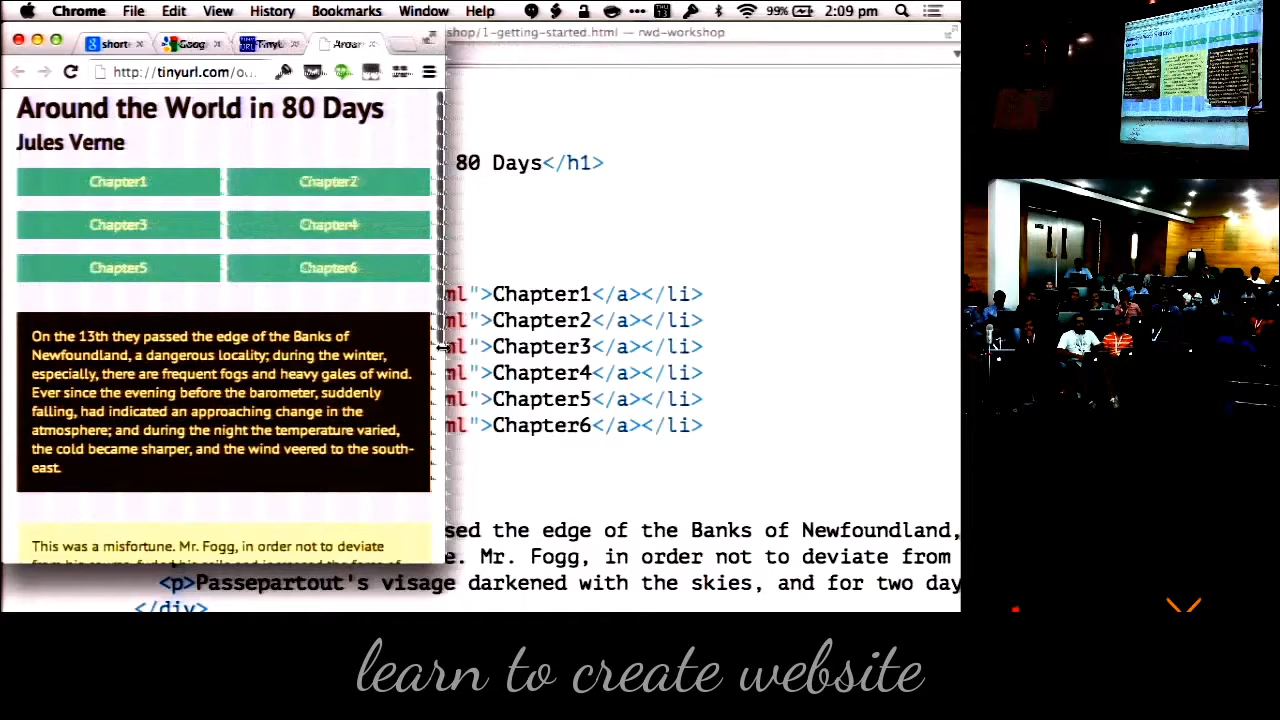 Chrome File Edit View History Bookmarks Window Help 99% 2:09 pm
shop/1-getting-started.html — rwd-workshop
short Goog Tinyl Arou
http://tinyurl.com/ou...
Around the World in 80 Days
Jules Verne
Chapter1 Chapter2
Chapter3 Chapter4
Chapter5 Chapter6
On the 13th they passed the edge of the Banks of
Newfoundland, a dangerous locality; during the winter,
especially, there are frequent fogs and heavy gales of wind.
Ever since the evening before the barometer, suddenly
falling, had indicated an approaching change in the
atmosphere; and during the night the temperature varied,
the cold became sharper, and the wind veered to the south-
east.
This was a misfortune. Mr. Fogg, in order not to deviate
80 Days</h1>
ml">Chapter1</a></li>
ml">Chapter2</a></li>
ml">Chapter3</a></li>
ml">Chapter4</a></li>
ml">Chapter5</a></li>
ml">Chapter6</a></li>
sed the edge of the Banks of Newfoundland,
e. Mr. Fogg, in order not to deviate from
<p>Passepartout's visage darkened with the skies, and for two day
</div>
learn to create website